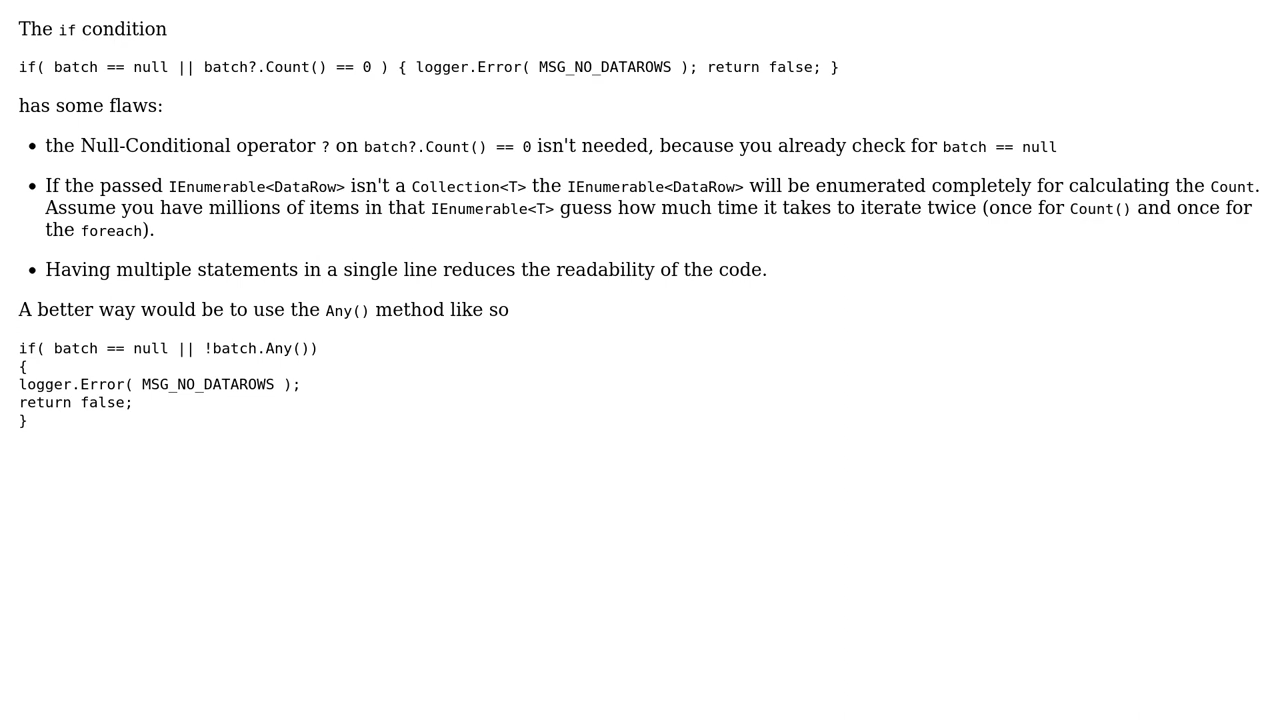 The if condition
if( batch == null || batch?.Count() == 0 ) { logger.Error( MSG_NO_DATAROWS ); return false; }
has some flaws:
• the Null-Conditional operator ? on batch?.Count() == 0 isn't needed, because you already check for batch == null
• If the passed IEnumerable<DataRow> isn't a Collection<T> the IEnumerable<DataRow> will be enumerated completely for calculating the Count.
Assume you have millions of items in that IEnumerable<T> guess how much time it takes to iterate twice (once for Count() and once for
the foreach).
• Having multiple statements in a single line reduces the readability of the code.
A better way would be to use the Any() method like so
if( batch == null || !batch.Any())
{
logger.Error( MSG_NO_DATAROWS );
return false;
}